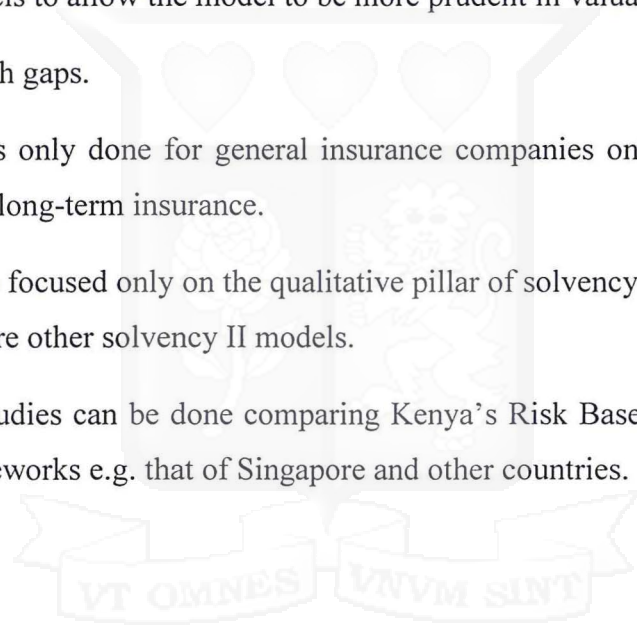 els to allow the model to be more prudent in valua
h gaps.
s only done for general insurance companies on
long-term insurance.
focused only on the qualitative pillar of solvency
re other solvency II models.
udies can be done comparing Kenya’s Risk Base
eworks e.g. that of Singapore and other countries.
VT OMNES VNVM SINT